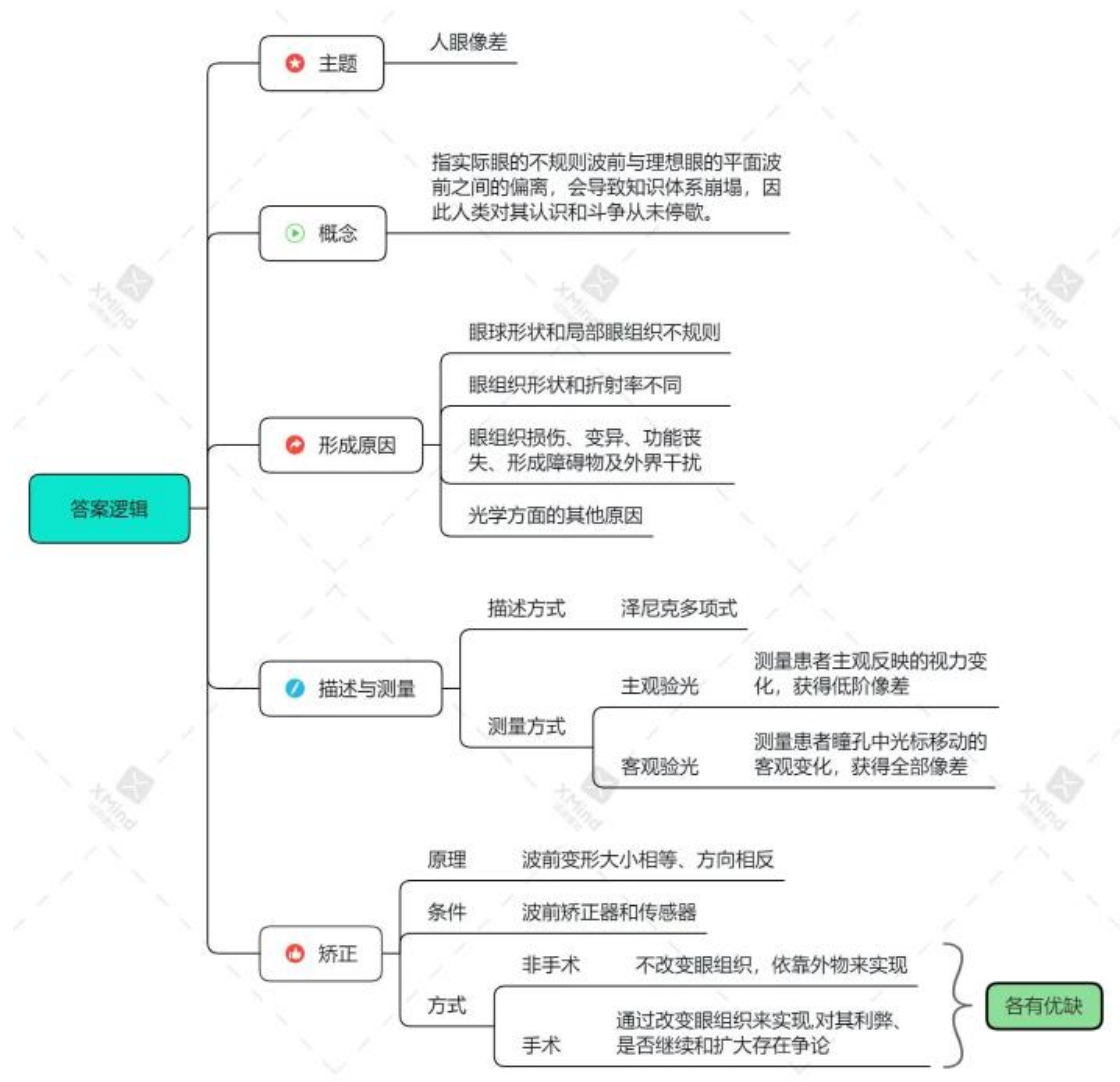 主题
人眼像差
概念
指实际眼的不规则波前与理想眼的平面波
前之间的偏离，会导致知识体系崩塌，因
此人类对其认识和斗争从未停歇。
形成原因
眼球形状和局部眼组织不规则
眼组织形状和折射率不同
眼组织损伤、变异、功能丧
失、形成障碍物及外界干扰
光学方面的其他原因
答案逻辑
描述与测量
描述方式
泽尼克多项式
测量方式
主观验光
测量患者主观反映的视力变
化，获得低阶像差
客观验光
测量患者瞳孔中光标移动的
客观变化，获得全部像差
矫正
原理
波前变形大小相等、方向相反
条件
波前矫正器和传感器
方式
非手术
不改变眼组织，依靠外物来实现
手术
通过改变眼组织来实现,对其利弊、
是否继续和扩大存在争论
各有优缺
XMind
XMind
XMind
XMind
XMind
XMind